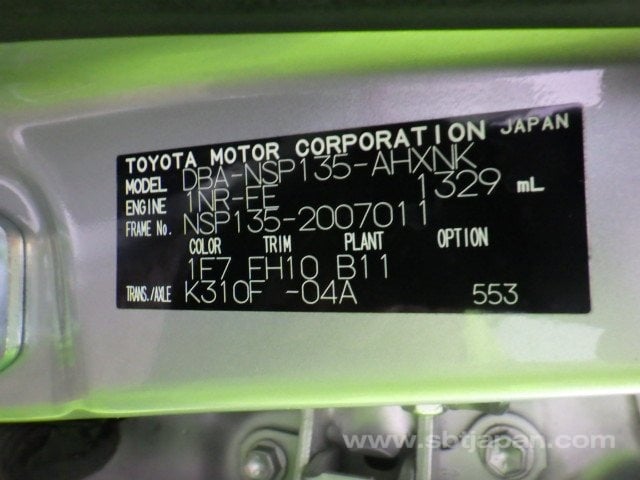 TOYOTA MOTOR CORPORATION JAPAN
MODEL DBA-NSP135-AHXNK
ENGINE 1NR-FE 1329 mL
FRAME No. NSP135-2007011
COLOR TRIM PLANT OPTION
1E7 FH10 B11
TRANS./AXLE K310F -04A 553
www.sbtjapan.com